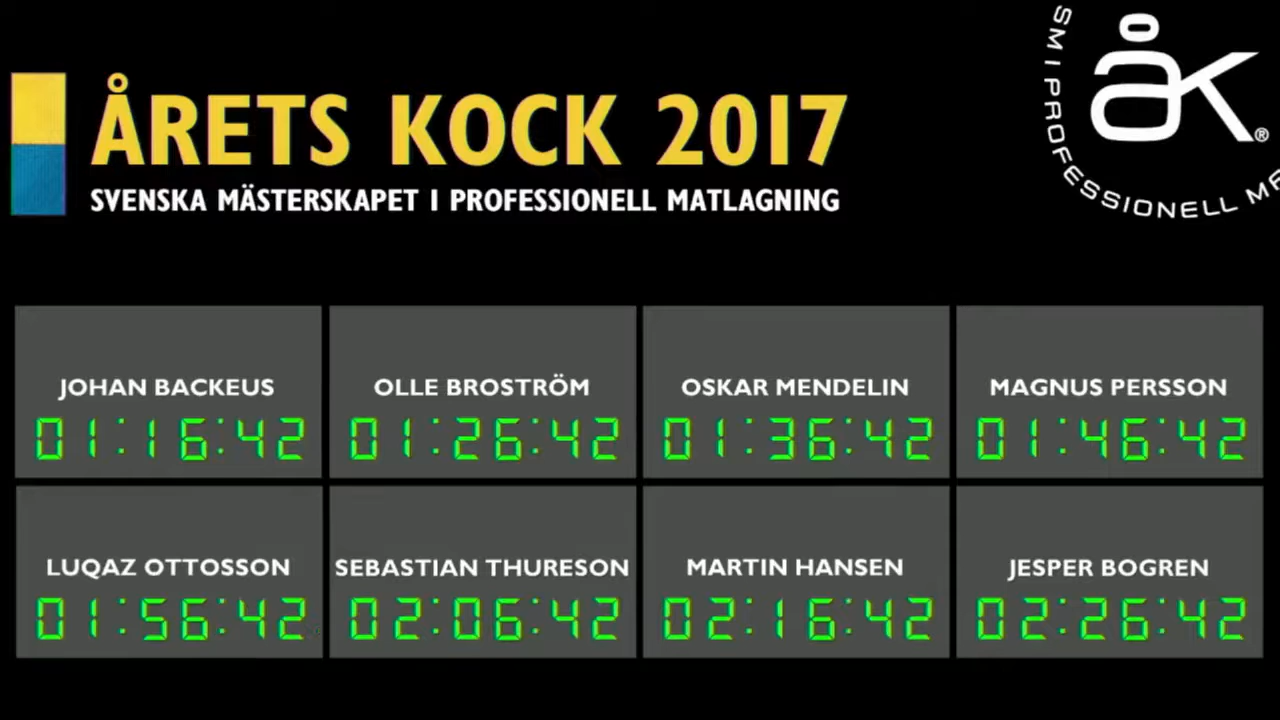 ÅRETS KOCK 2017
SVENSKA MÄSTERSKAPET I PROFESSIONELL MATLAGNING
åK®
SM I PROFESSIONELL
JOHAN BACKEUS
01:16:42
OLLE BROSTRÖM
01:26:42
OSKAR MENDELIN
01:36:42
MAGNUS PERSSON
01:46:42
LUQAZ OTTOSSON
01:56:42
SEBASTIAN THURESON
02:06:42
MARTIN HANSEN
02:16:42
JESPER BOGREN
02:26:42